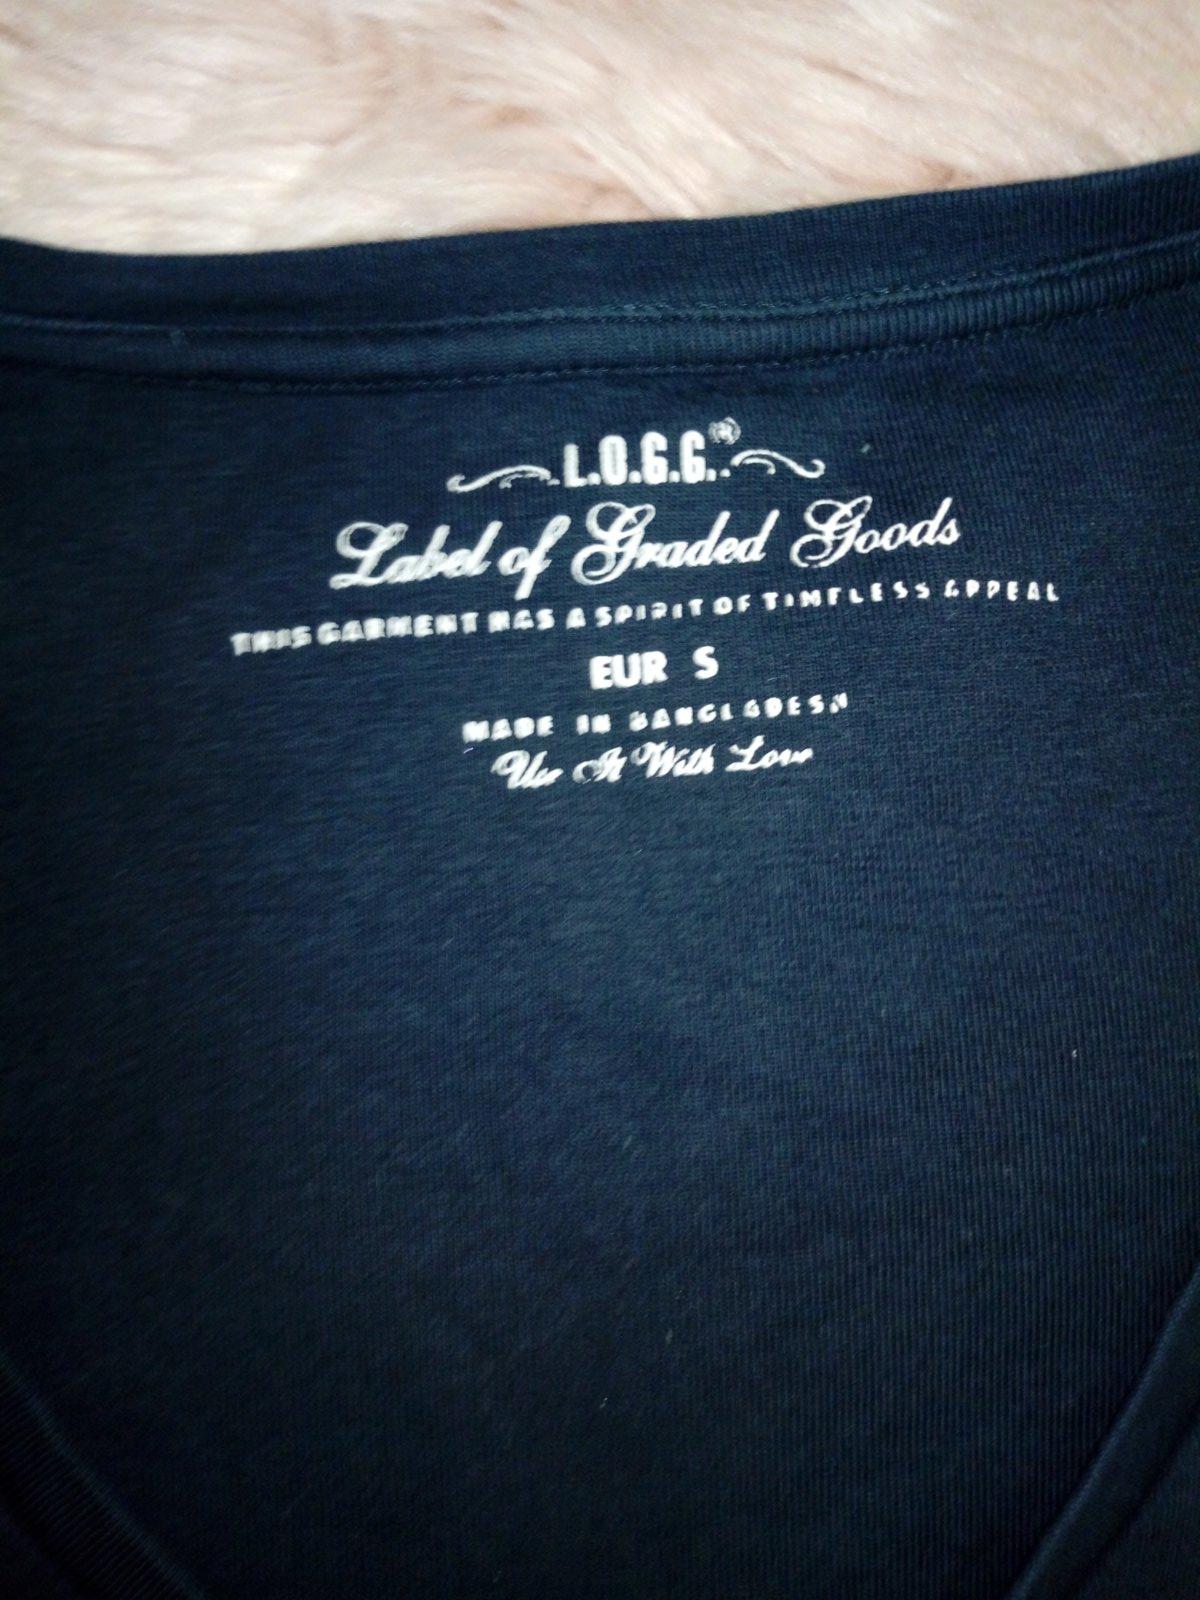 L.O.G.G.®
Label of Graded Goods
THIS GARMENT HAS A SPIRIT OF TIMELESS APPEAL
EUR S
MADE IN BANGLADESH
Use It With Love